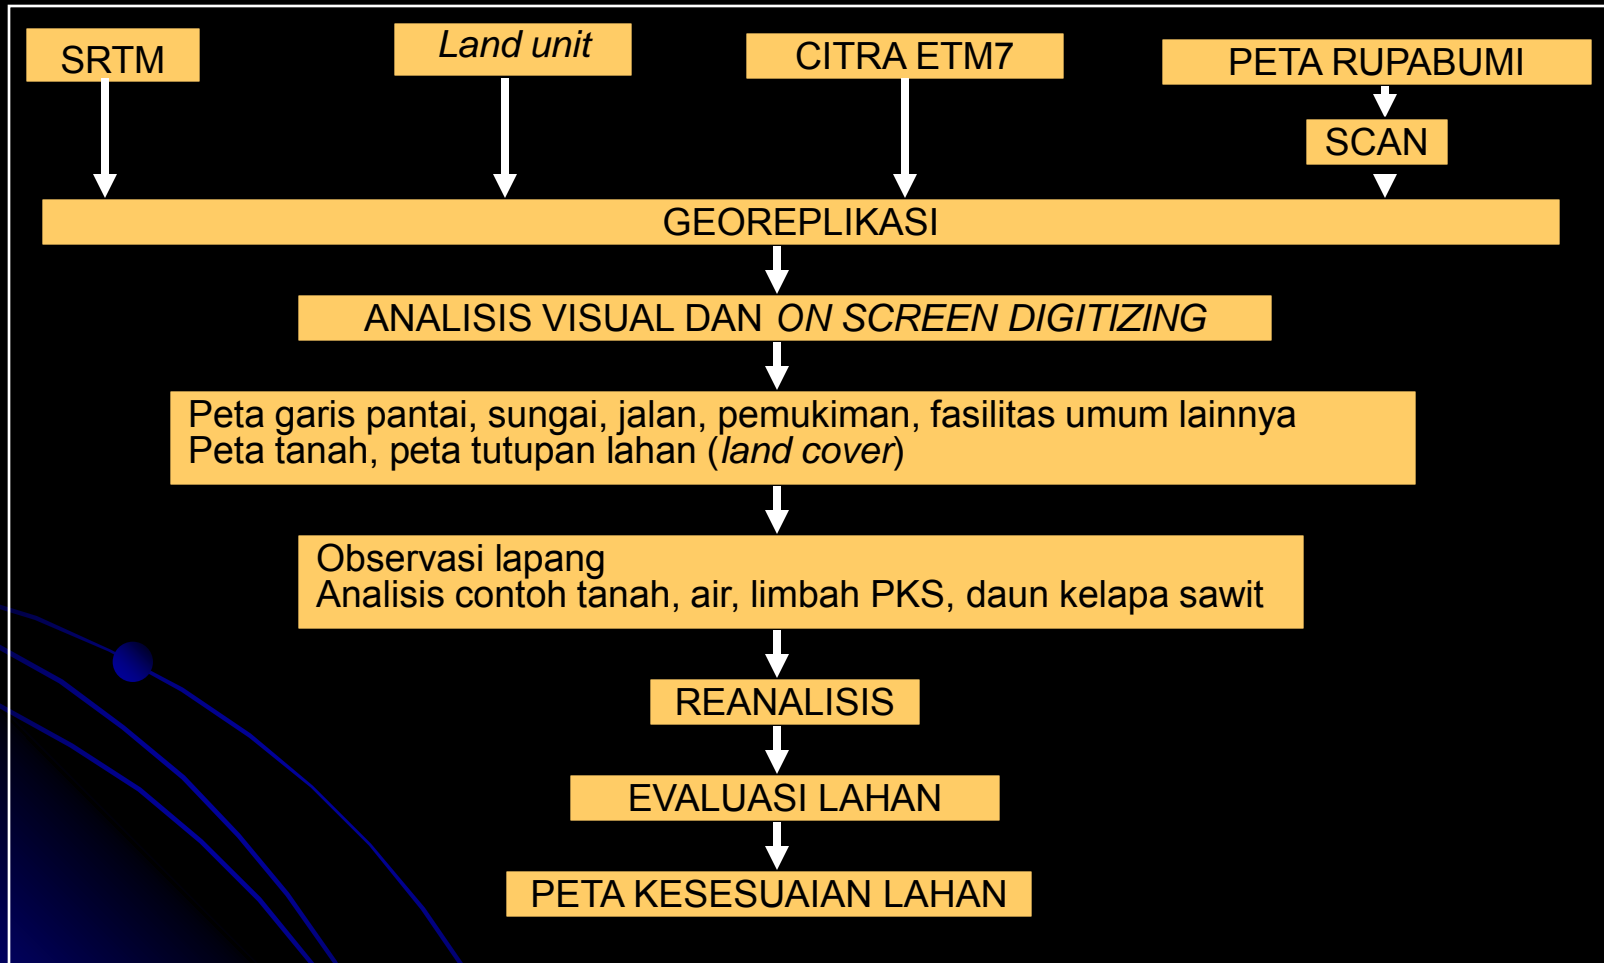 SRTM
Land unit
CITRA ETM7
PETA RUPABUMI
SCAN
GEOREPLIKASI
ANALISIS VISUAL DAN ON SCREEN DIGITIZING
Peta garis pantai, sungai, jalan, pemukiman, fasilitas umum lainnya
Peta tanah, peta tutupan lahan (land cover)
Observasi lapang
Analisis contoh tanah, air, limbah PKS, daun kelapa sawit
REANALISIS
EVALUASI LAHAN
PETA KESESUAIAN LAHAN